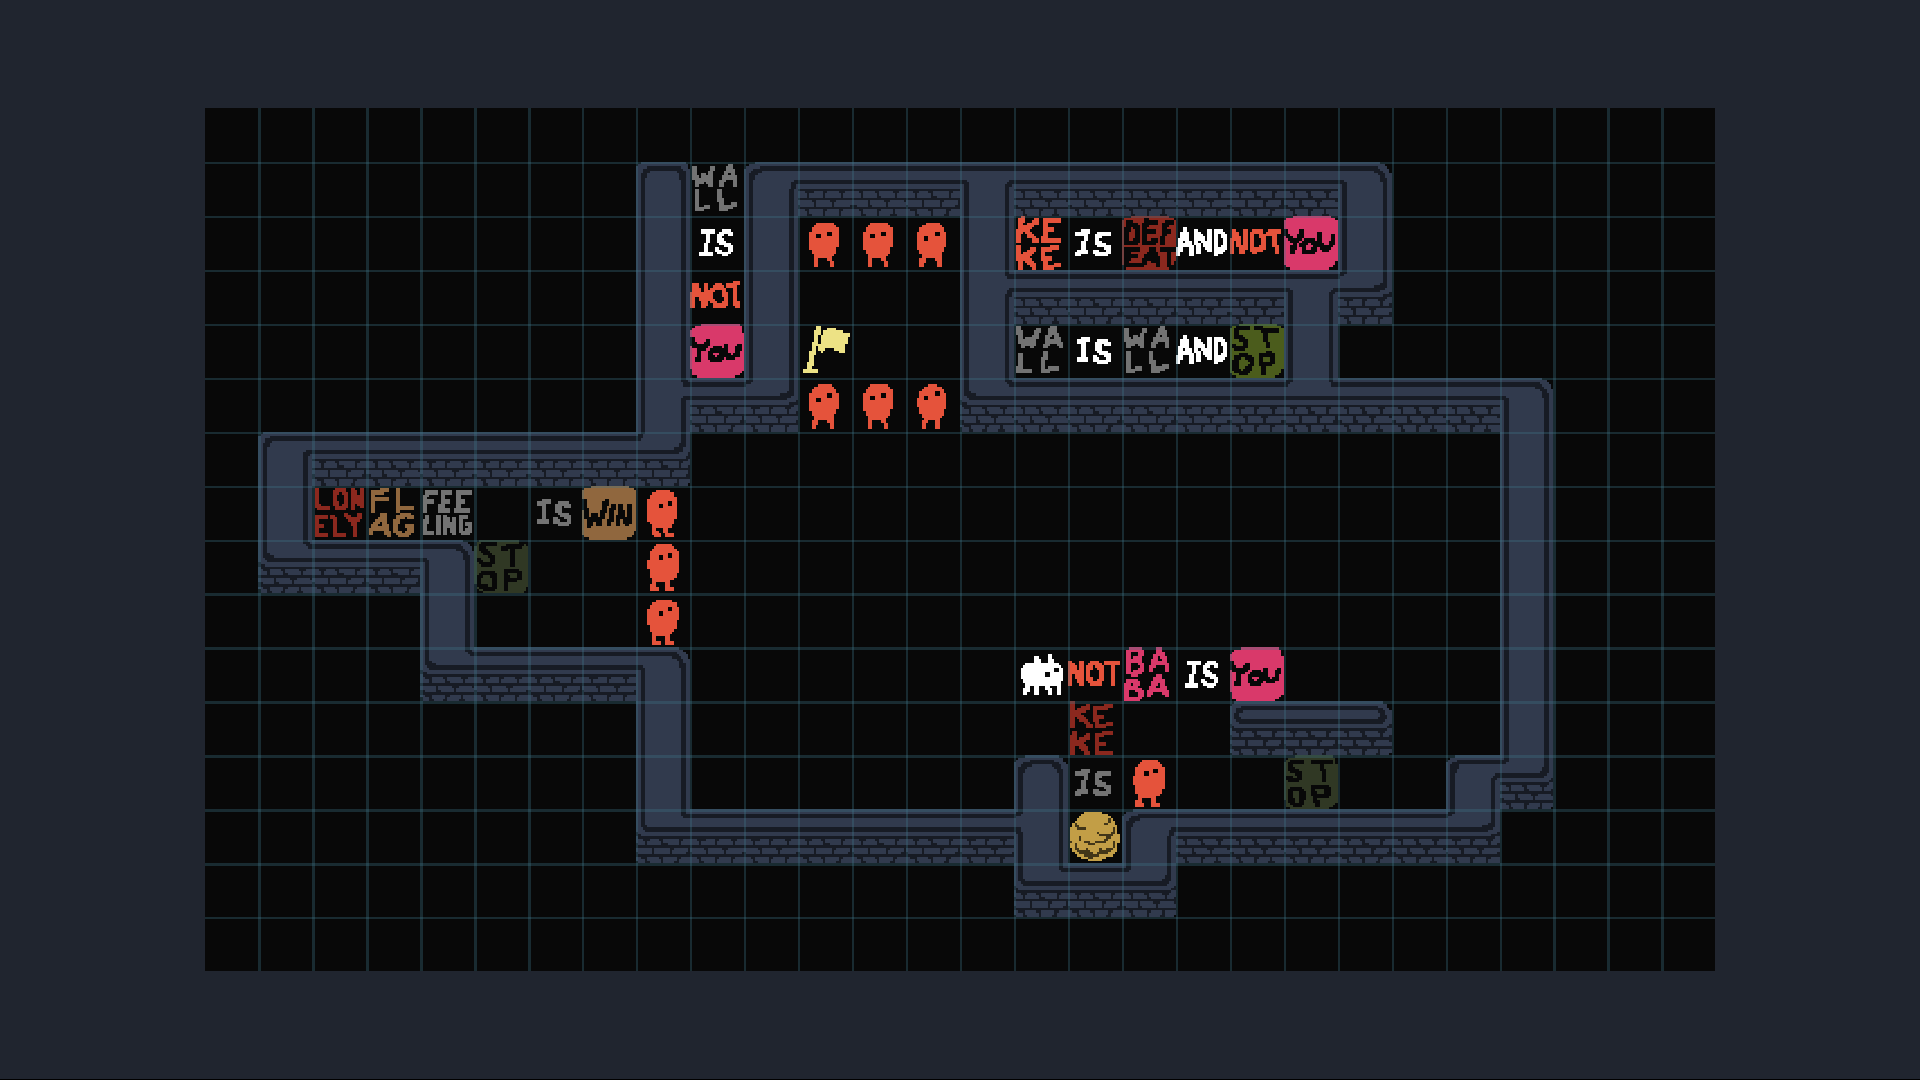 WALL
IS
KEKE IS DEFEAT AND NOT YOU
NOT
YOU
WALL IS WALL AND STOP
LONELY FLAG FEELING IS WIN
STOP
NOT BABA IS YOU
KEKE
IS
STOP